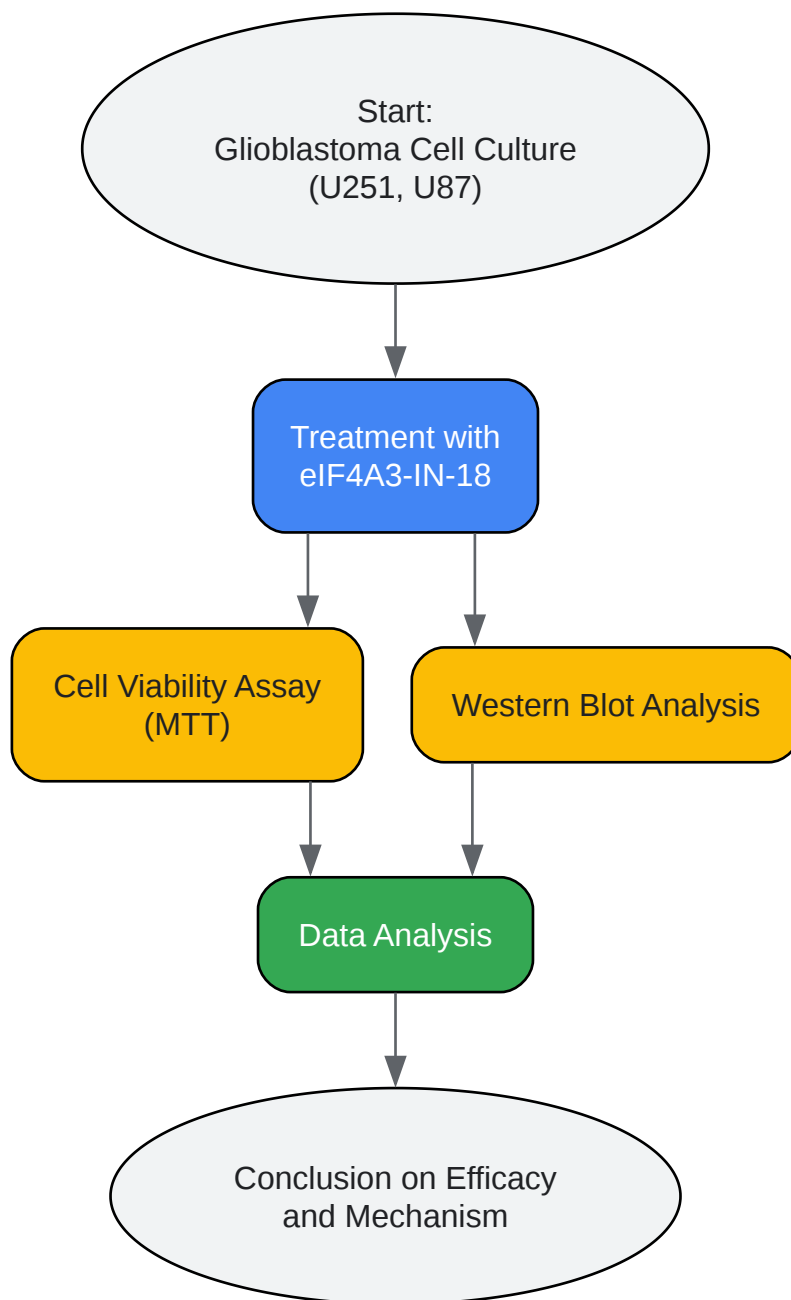 Start:
Glioblastoma Cell Culture
(U251, U87)
Treatment with
eIF4A3-IN-18
Cell Viability Assay
(MTT)
Western Blot Analysis
Data Analysis
Conclusion on Efficacy
and Mechanism